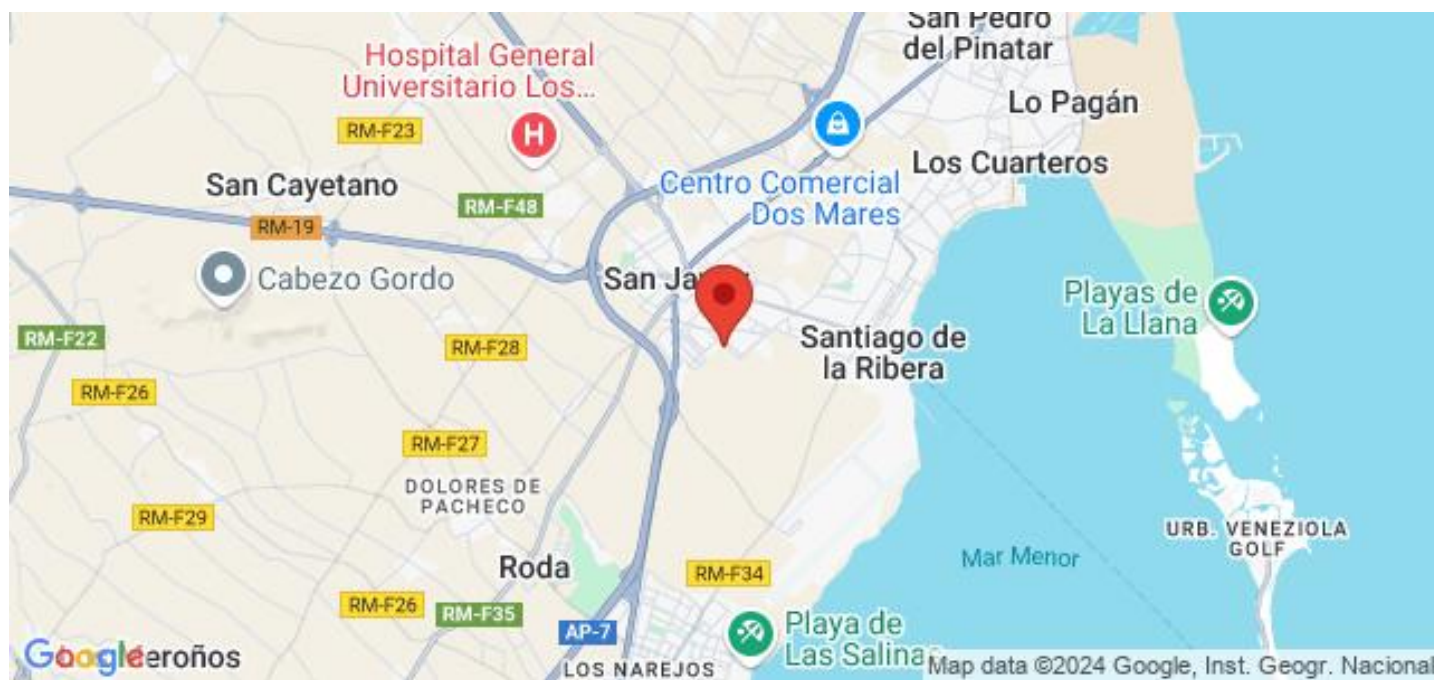 San Pedro
del Pinatar
Hospital General
Universitario Los...
H
Lo Pagán
RM-F23
Los Cuarteros
San Cayetano
Centro Comercial
Dos Mares
RM-F48
RM-19
Cabezo Gordo
San Ja
Playas de
La Llana
RM-F22
RM-F28
Santiago de
la Ribera
RM-F26
RM-F27
DOLORES DE
PACHECO
RM-F29
URB. VENEZIOLA
GOLF
Mar Menor
Roda
RM-F34
RM-F26
RM-F35
AP-7
Playa de
Las Salinas
Google
eroños
LOS NAREJOS
Map data ©2024 Google, Inst. Geogr. Nacional